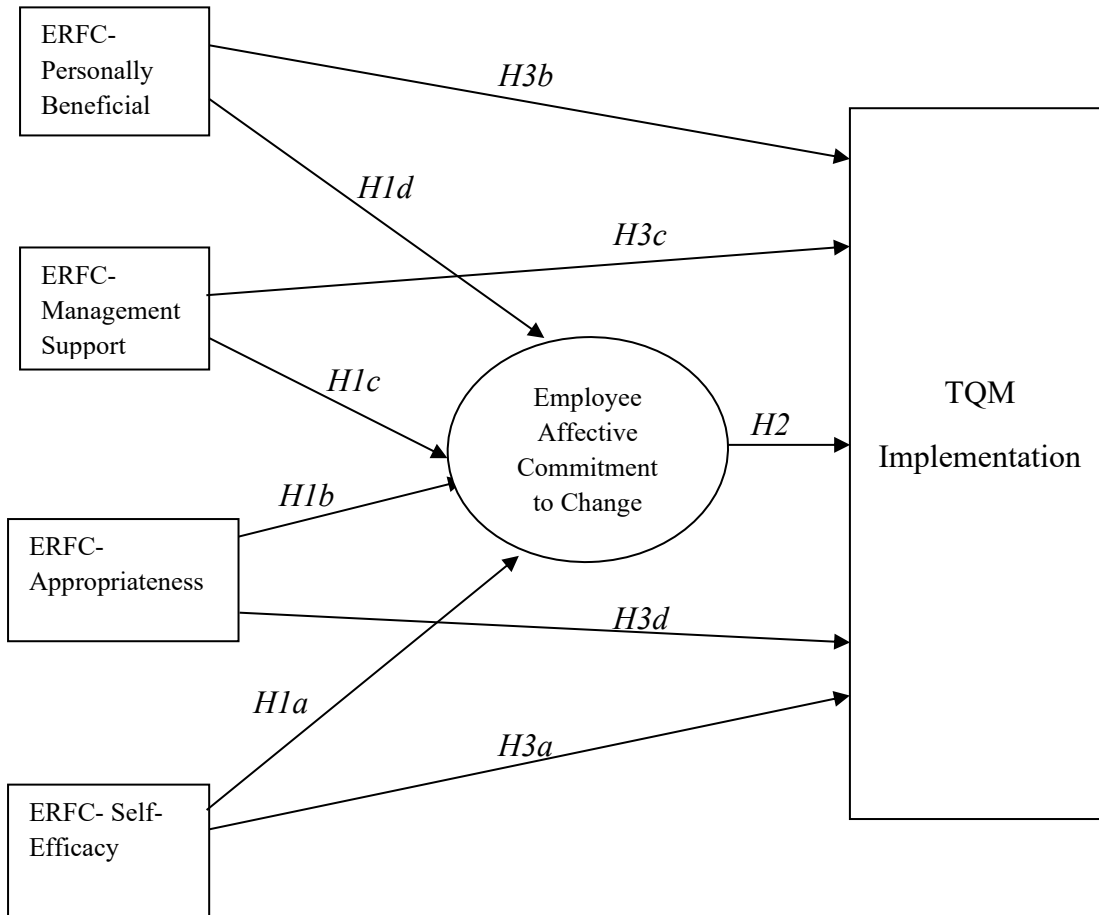 ERFC-
Personally
Beneficial
H3b
H1d
ERFC-
Management
Support
H3c
H1c
Employee
Affective
Commitment
to Change
H2
TQM
Implementation
H1b
ERFC-
Appropriateness
H3d
H1a
H3a
ERFC- Self-
Efficacy